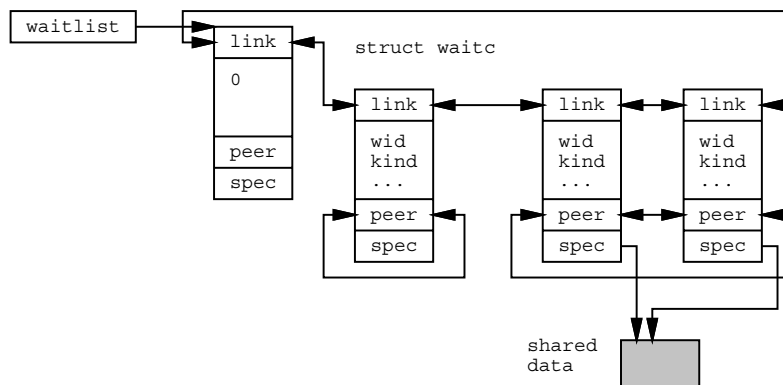 waitlist
link
struct waitc
0
peer
spec
link
wid
kind
...
peer
spec
link
wid
kind
...
peer
spec
link
wid
kind
...
peer
spec
shared
data